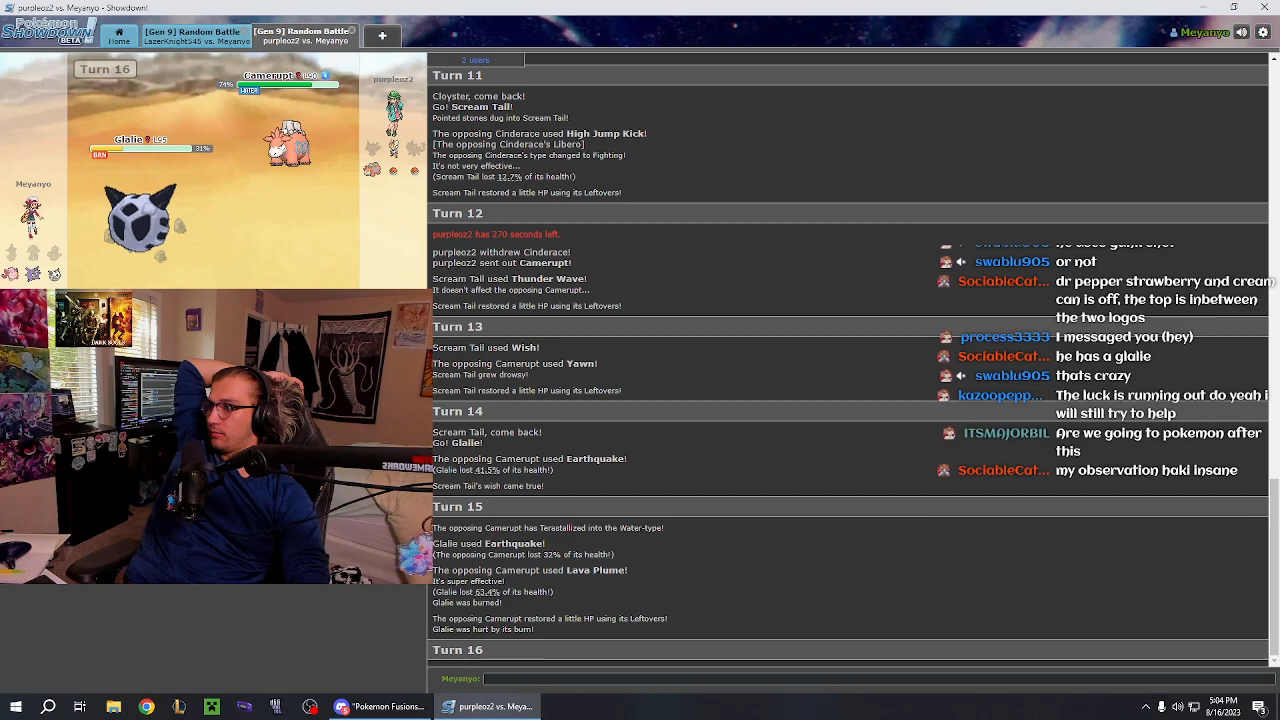 Pokémon Showdown!
Pokémon
SHOWDOWN!
BETA
Home
[Gen 9] Random Battle
LazerKnight545 vs. Meyanyo
[Gen 9] Random Battle
purpleoz2 vs. Meyanyo
Meyanyo
Turn 16
Camerupt L90
74%
WATER
purpleoz2
Glalie L95
31%
BRN
Meyanyo
2 users
Turn 11
Cloyster, come back!
Go! Scream Tail!
Pointed stones dug into Scream Tail!
The opposing Cinderace used High Jump Kick!
[The opposing Cinderace's Libero]
The opposing Cinderace's type changed to Fighting!
It's not very effective...
(Scream Tail lost 12.7% of its health!)
Scream Tail restored a little HP using its Leftovers!
Turn 12
purpleoz2 has 270 seconds left.
purpleoz2 withdrew Cinderace!
purpleoz2 sent out Camerupt!
Scream Tail used Thunder Wave!
It doesn't affect the opposing Camerupt...
Scream Tail restored a little HP using its Leftovers!
Turn 13
Scream Tail used Wish!
The opposing Camerupt used Yawn!
Scream Tail grew drowsy!
Scream Tail restored a little HP using its Leftovers!
Turn 14
Scream Tail, come back!
Go! Glalie!
The opposing Camerupt used Earthquake!
(Glalie lost 41.5% of its health!)
Scream Tail's wish came true!
Turn 15
The opposing Camerupt has Terastallized into the Water-type!
Glalie used Earthquake!
(The opposing Camerupt lost 32% of its health!)
The opposing Camerupt used Lava Plume!
It's super effective!
(Glalie lost 63.4% of its health!)
Glalie was burned!
The opposing Camerupt restored a little HP using its Leftovers!
Glalie was hurt by its burn!
Turn 16
Meyanyo:
swablu905 or not
SociableCat... dr pepper strawberry and cream
can is off, the top is inbetween
the two logos
process3333 I messaged you (hey)
SociableCat... he has a glalie
swablu905 thats crazy
kazoopepp... The luck is running out do yeah i
will still try to help
ITSMAJORBIL Are we going to pokemon after
this
SociableCat... my observation haki insane
DARK SOULS
GAMEWORKS
"Pokemon Fusions...
purpleoz2 vs. Meya...
5:04 PM
8/16/2023